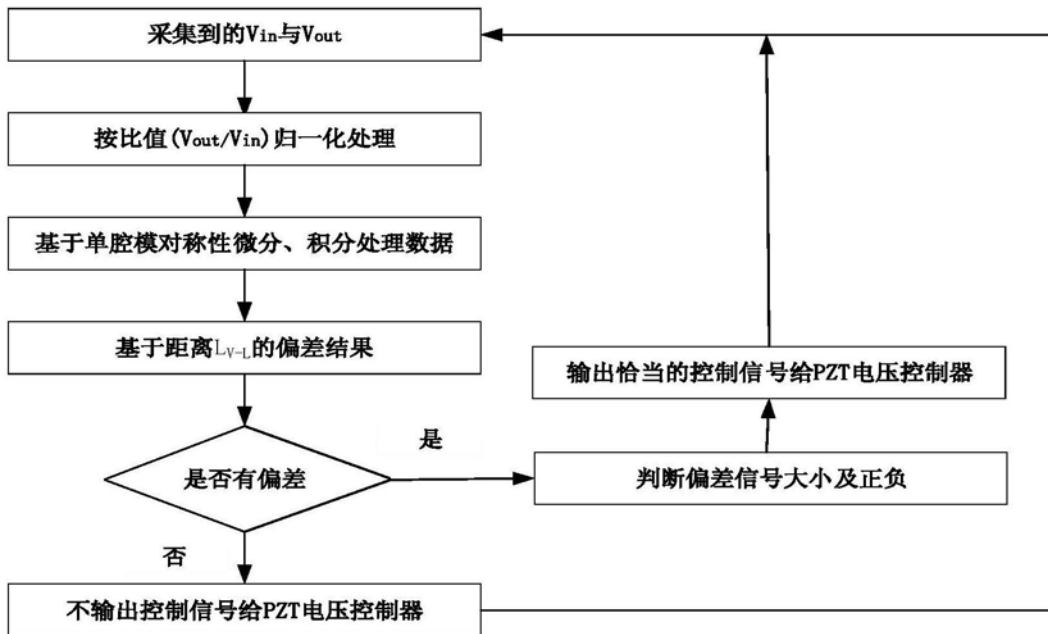 采集到的Vin与Vout
按比值(Vout/Vin)归一化处理
基于单腔模对称性微分、积分处理数据
基于距离LV-L的偏差结果
输出恰当的控制信号给PZT电压控制器
是
是否有偏差
判断偏差信号大小及正负
否
不输出控制信号给PZT电压控制器